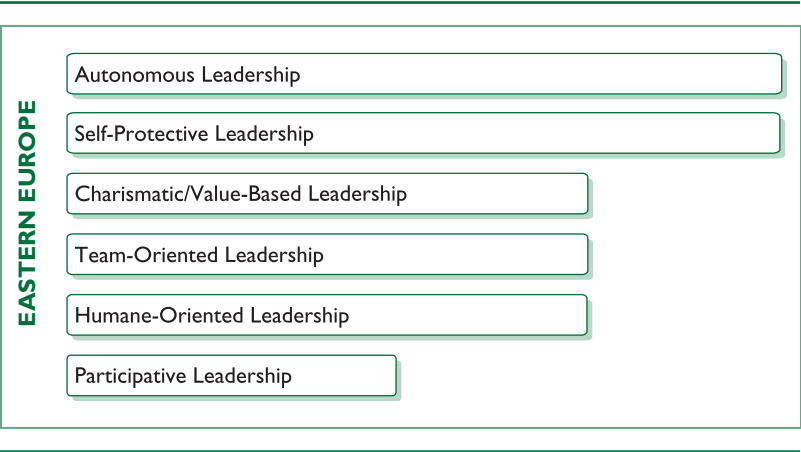 EASTERN EUROPE
Autonomous Leadership
Self-Protective Leadership
Charismatic/Value-Based Leadership
Team-Oriented Leadership
Humane-Oriented Leadership
Participative Leadership